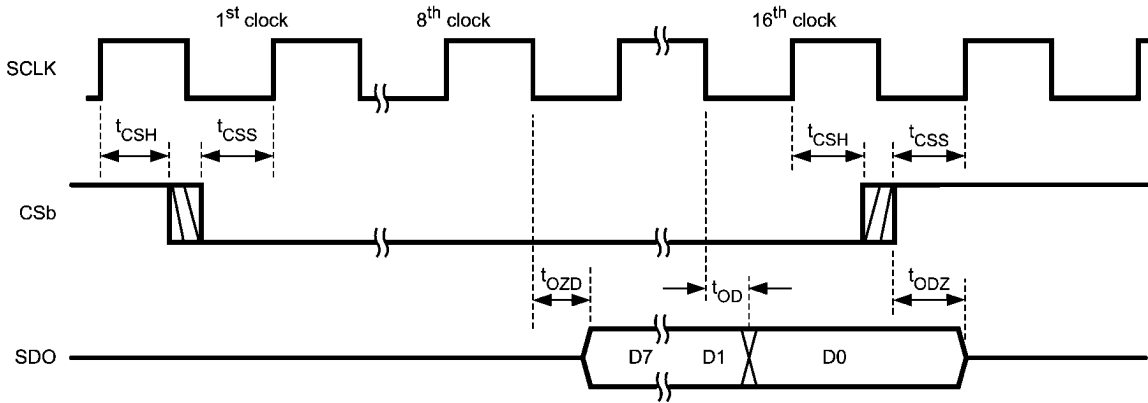 1st clock 8th clock 16th clock
SCLK
tCSH tCSS tCSH tCSS
CSb
tOZD tOD tODZ
SDO D7 D1 D0